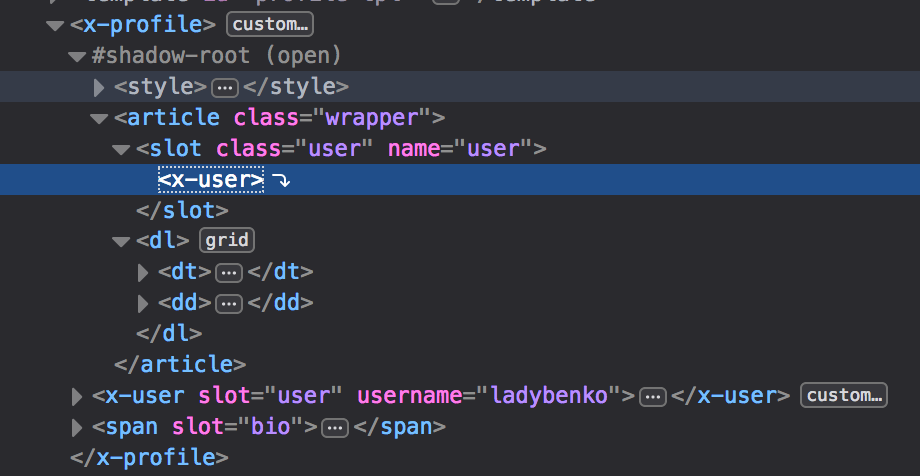 <x-profile> custom…
#shadow-root (open)
<style>…</style>
<article class="wrapper">
<slot class="user" name="user">
<x-user>
</slot>
<dl> grid
<dt>…</dt>
<dd>…</dd>
</dl>
</article>
<x-user slot="user" username="ladybenko">…</x-user> custom…
<span slot="bio">…</span>
</x-profile>